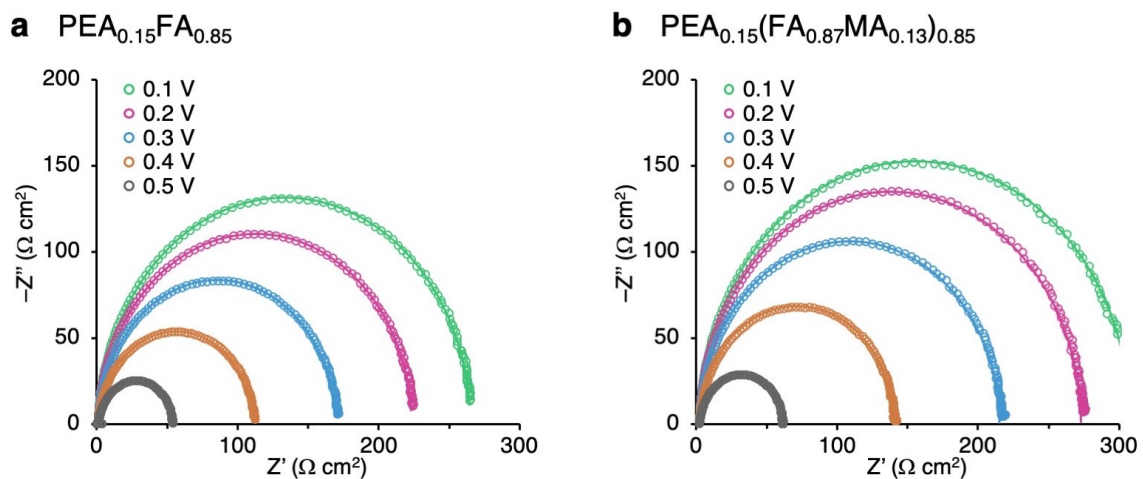 a PEA0.15FA0.85
200
150
100
50
0
−Z″ (Ω cm²)
0.1 V
0.2 V
0.3 V
0.4 V
0.5 V
0 100 200 300
Z' (Ω cm²)
b PEA0.15(FA0.87MA0.13)0.85
200
150
100
50
0
−Z″ (Ω cm²)
0.1 V
0.2 V
0.3 V
0.4 V
0.5 V
0 100 200 300
Z' (Ω cm²)